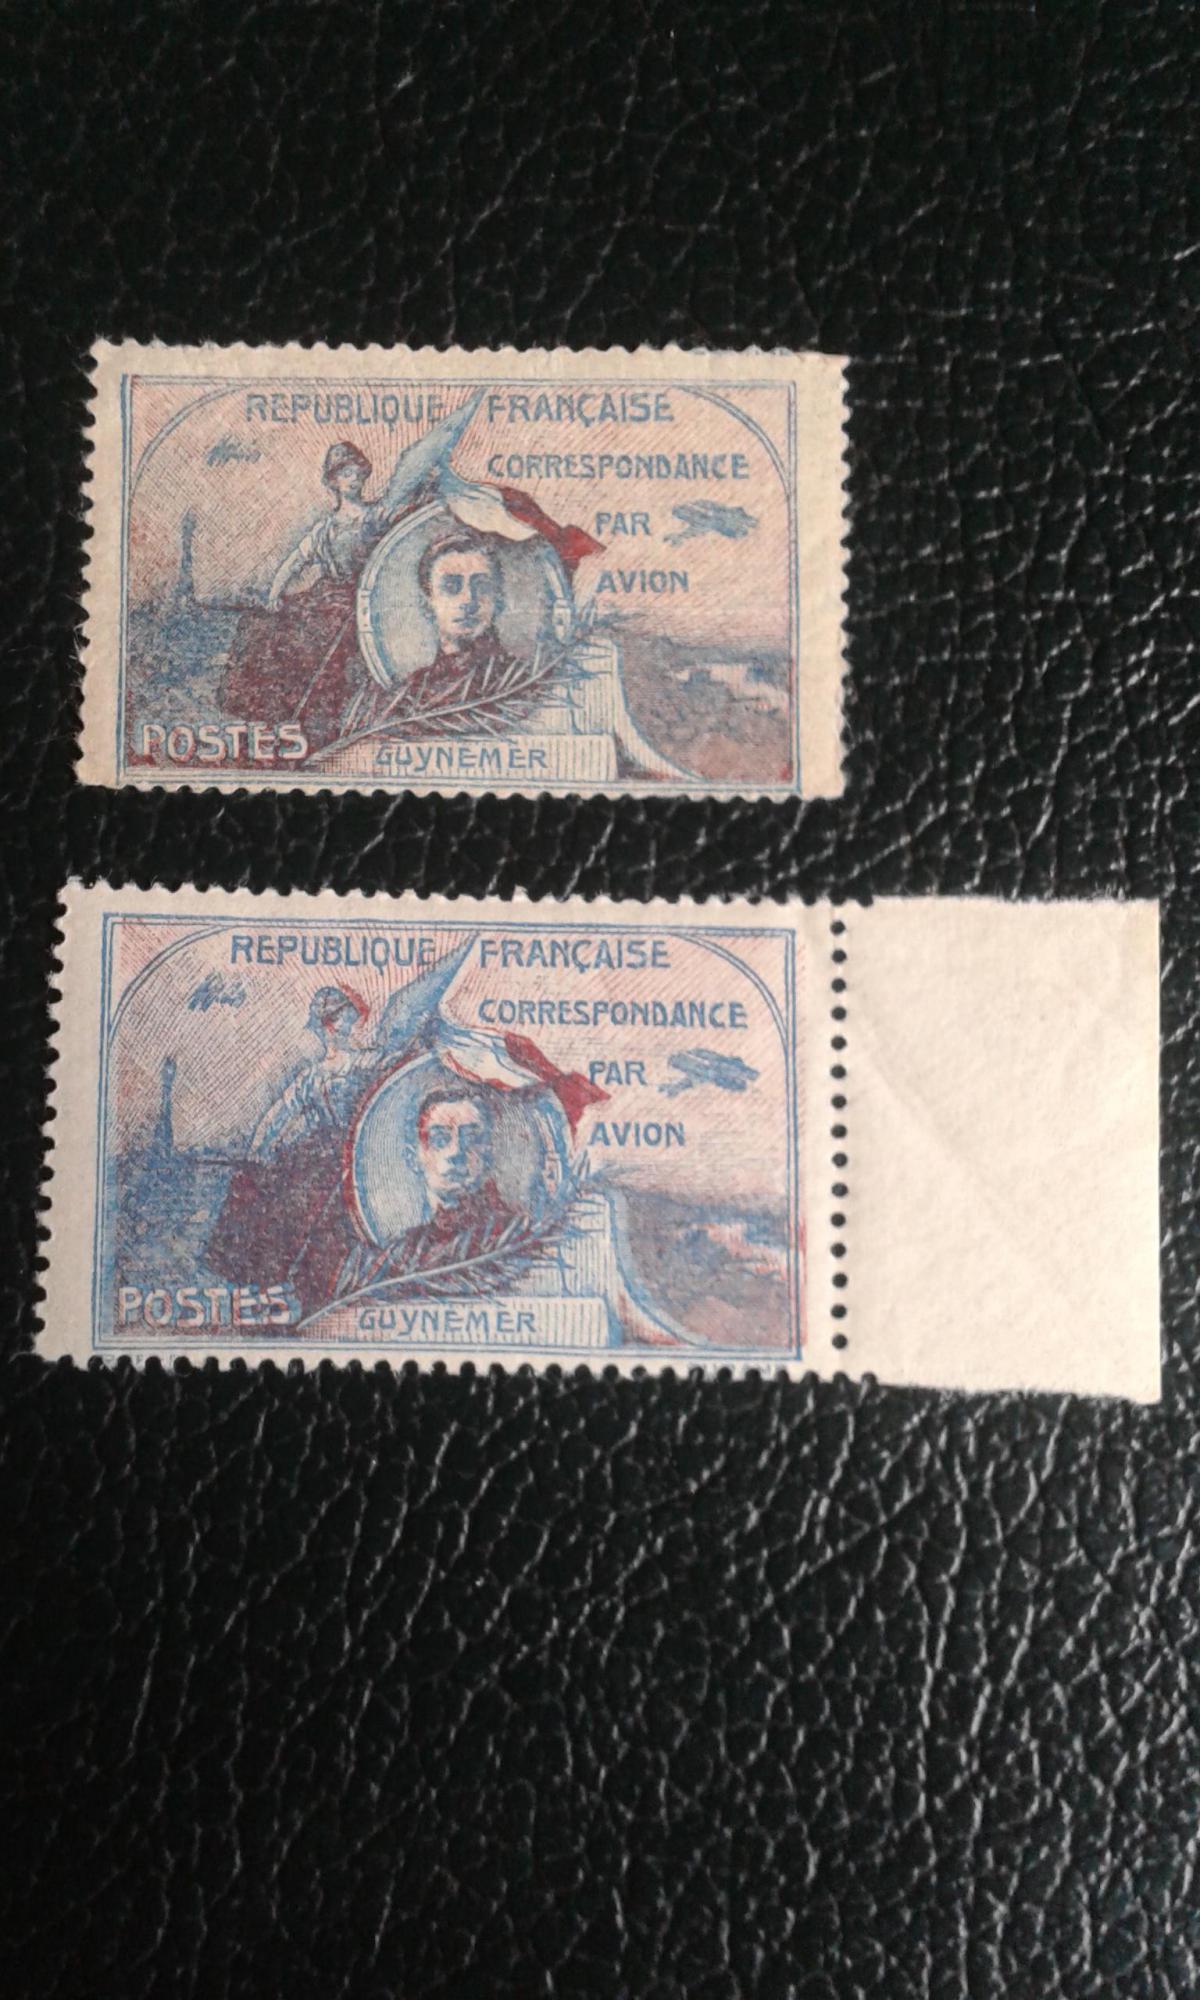 REPUBLIQUE FRANÇAISE
CORRESPONDANCE
PAR
AVION
POSTES
GUYNEMER
REPUBLIQUE FRANÇAISE
CORRESPONDANCE
PAR
AVION
POSTES
GUYNEMER